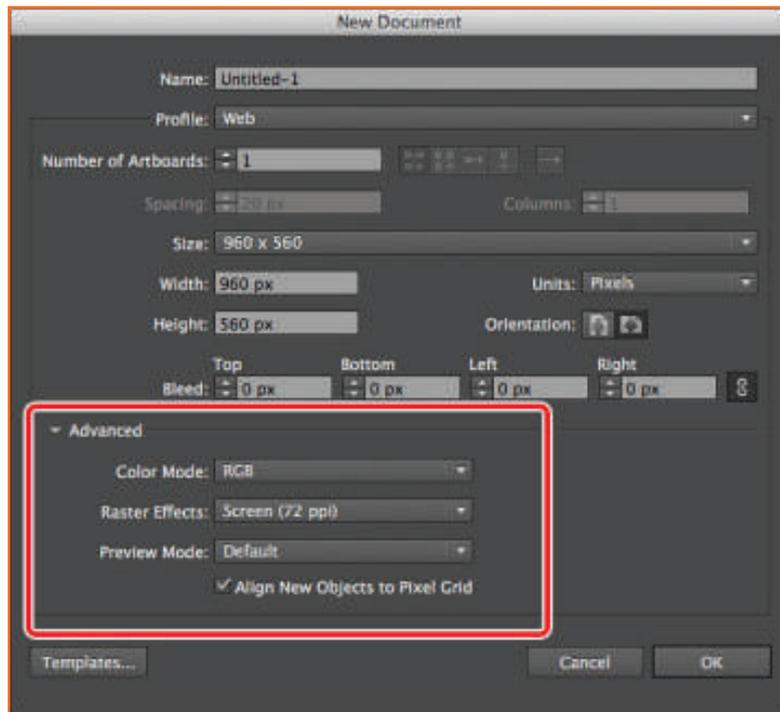 New Document
Name: Untitled-1
Profile: Web
Number of Artboards: 1
Spacing: 20 px Columns: 1
Size: 960 x 560
Width: 960 px Units: Pixels
Height: 560 px Orientation:
Top Bottom Left Right
Bleed: 0 px 0 px 0 px 0 px
Advanced
Color Mode: RGB
Raster Effects: Screen (72 ppi)
Preview Mode: Default
Align New Objects to Pixel Grid
Templates... Cancel OK